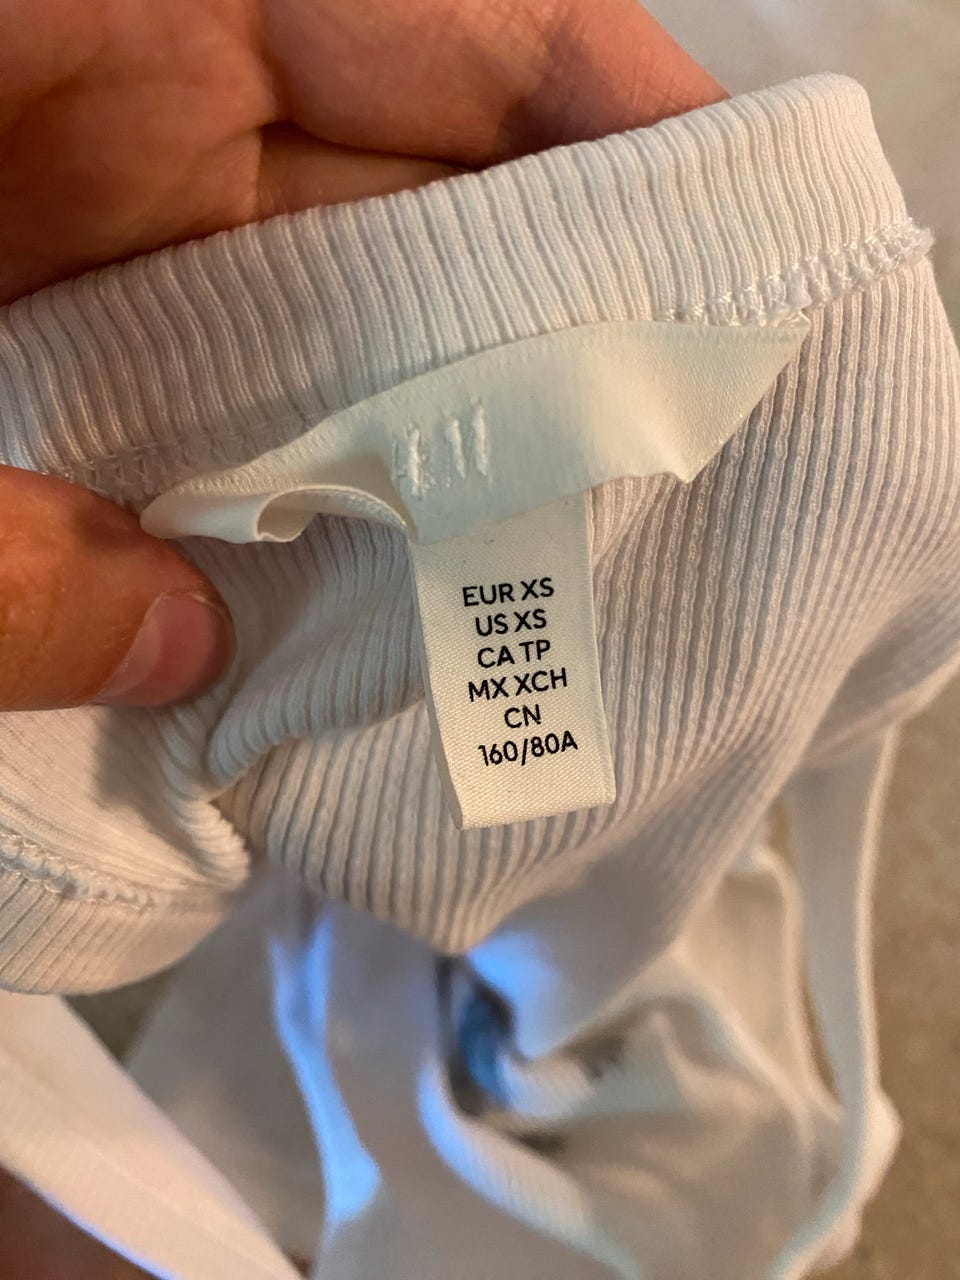 H&M
EUR XS
US XS
CA TP
MX XCH
CN
160/80A